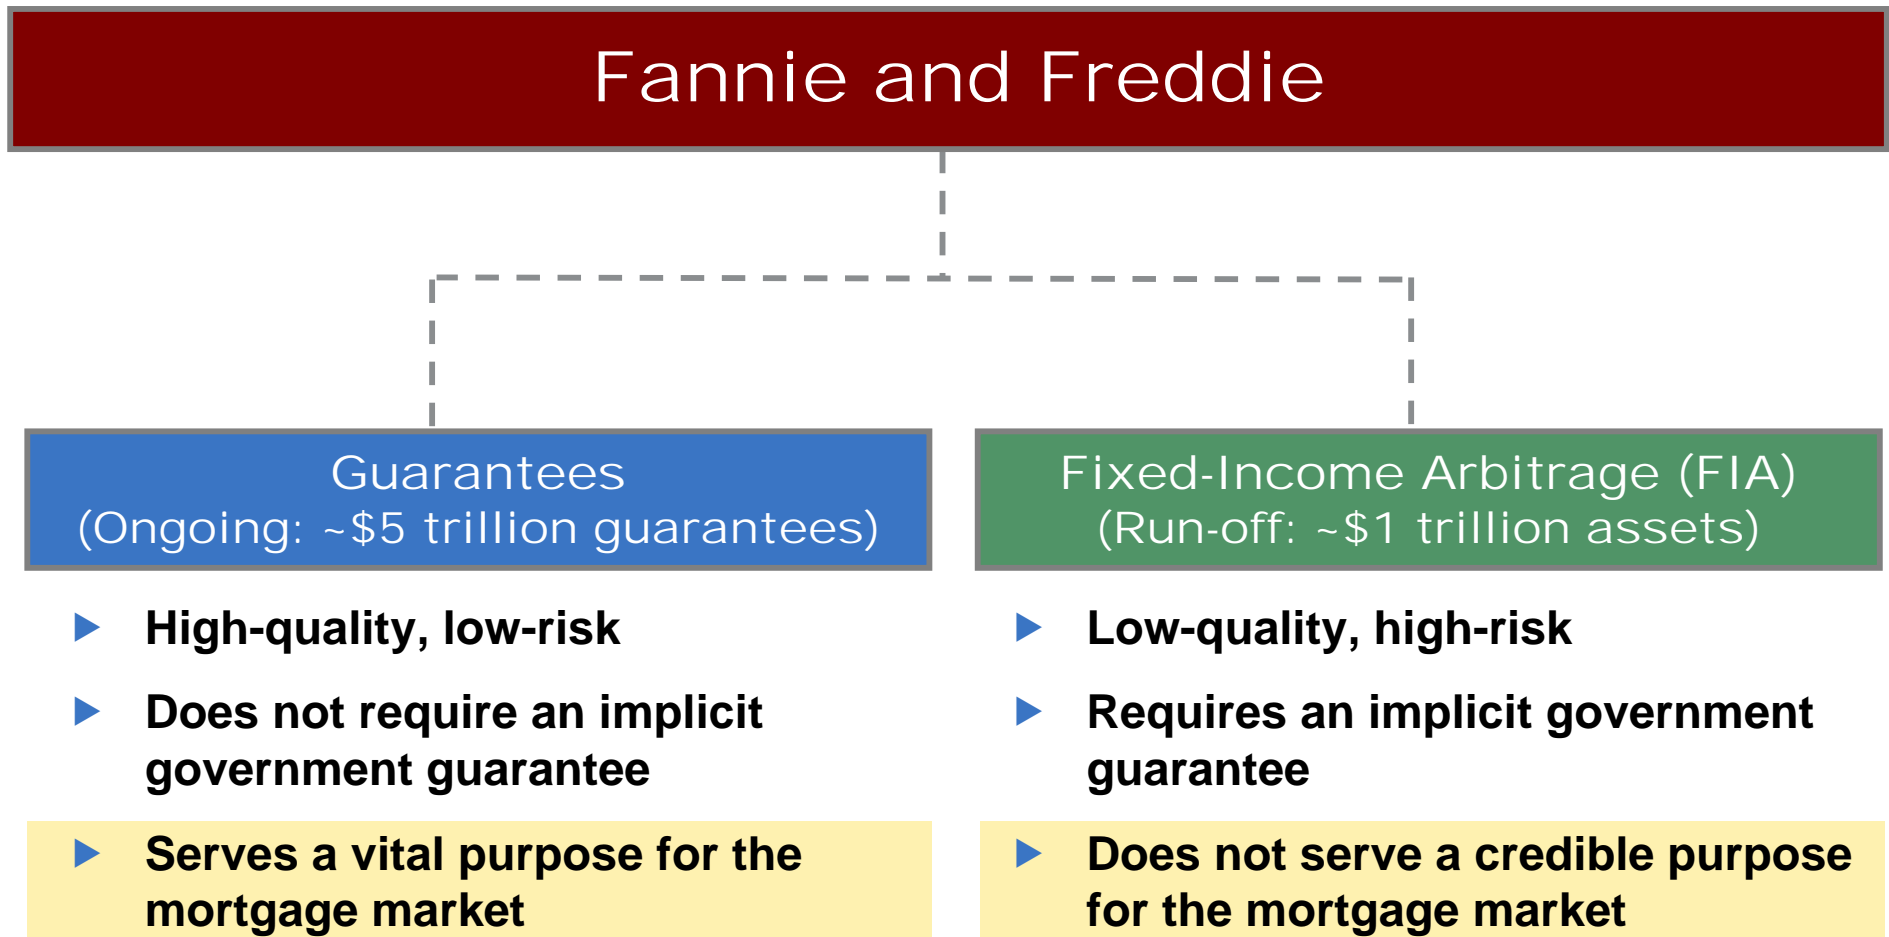 Fannie and Freddie
Guarantees
(Ongoing: ~$5 trillion guarantees)
High-quality, low-risk
Does not require an implicit
government guarantee
Serves a vital purpose for the
mortgage market
Fixed-Income Arbitrage (FIA)
(Run-off: ~$1 trillion assets)
Low-quality, high-risk
Requires an implicit government
guarantee
Does not serve a credible purpose
for the mortgage market